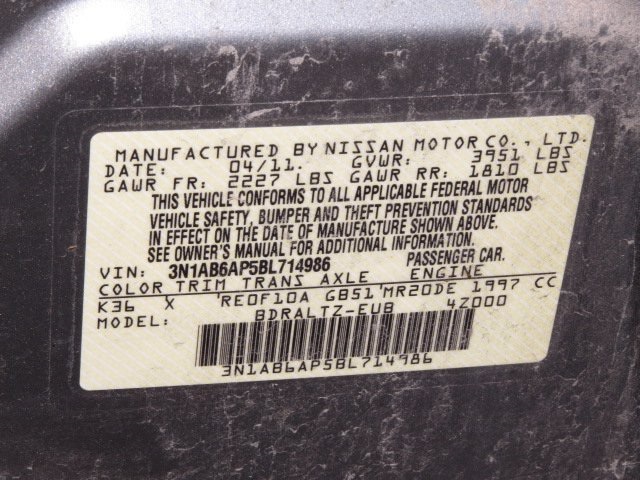 MANUFACTURED BY NISSAN MOTOR CO., LTD.
DATE: 04/11. GVWR: 3951 LBS
GAWR FR: 2227 LBS GAWR RR: 1810 LBS
THIS VEHICLE CONFORMS TO ALL APPLICABLE FEDERAL MOTOR
VEHICLE SAFETY, BUMPER AND THEFT PREVENTION STANDARDS
IN EFFECT ON THE DATE OF MANUFACTURE SHOWN ABOVE.
SEE OWNER'S MANUAL FOR ADDITIONAL INFORMATION.
VIN: 3N1AB6AP5BL714986 PASSENGER CAR.
COLOR TRIM TRANS AXLE ENGINE
K36 X 'RE0F10A GB51'MR20DE 1997 CC
MODEL: BDRALTZ-EUB 4Z000
3N1AB6AP5BL714986